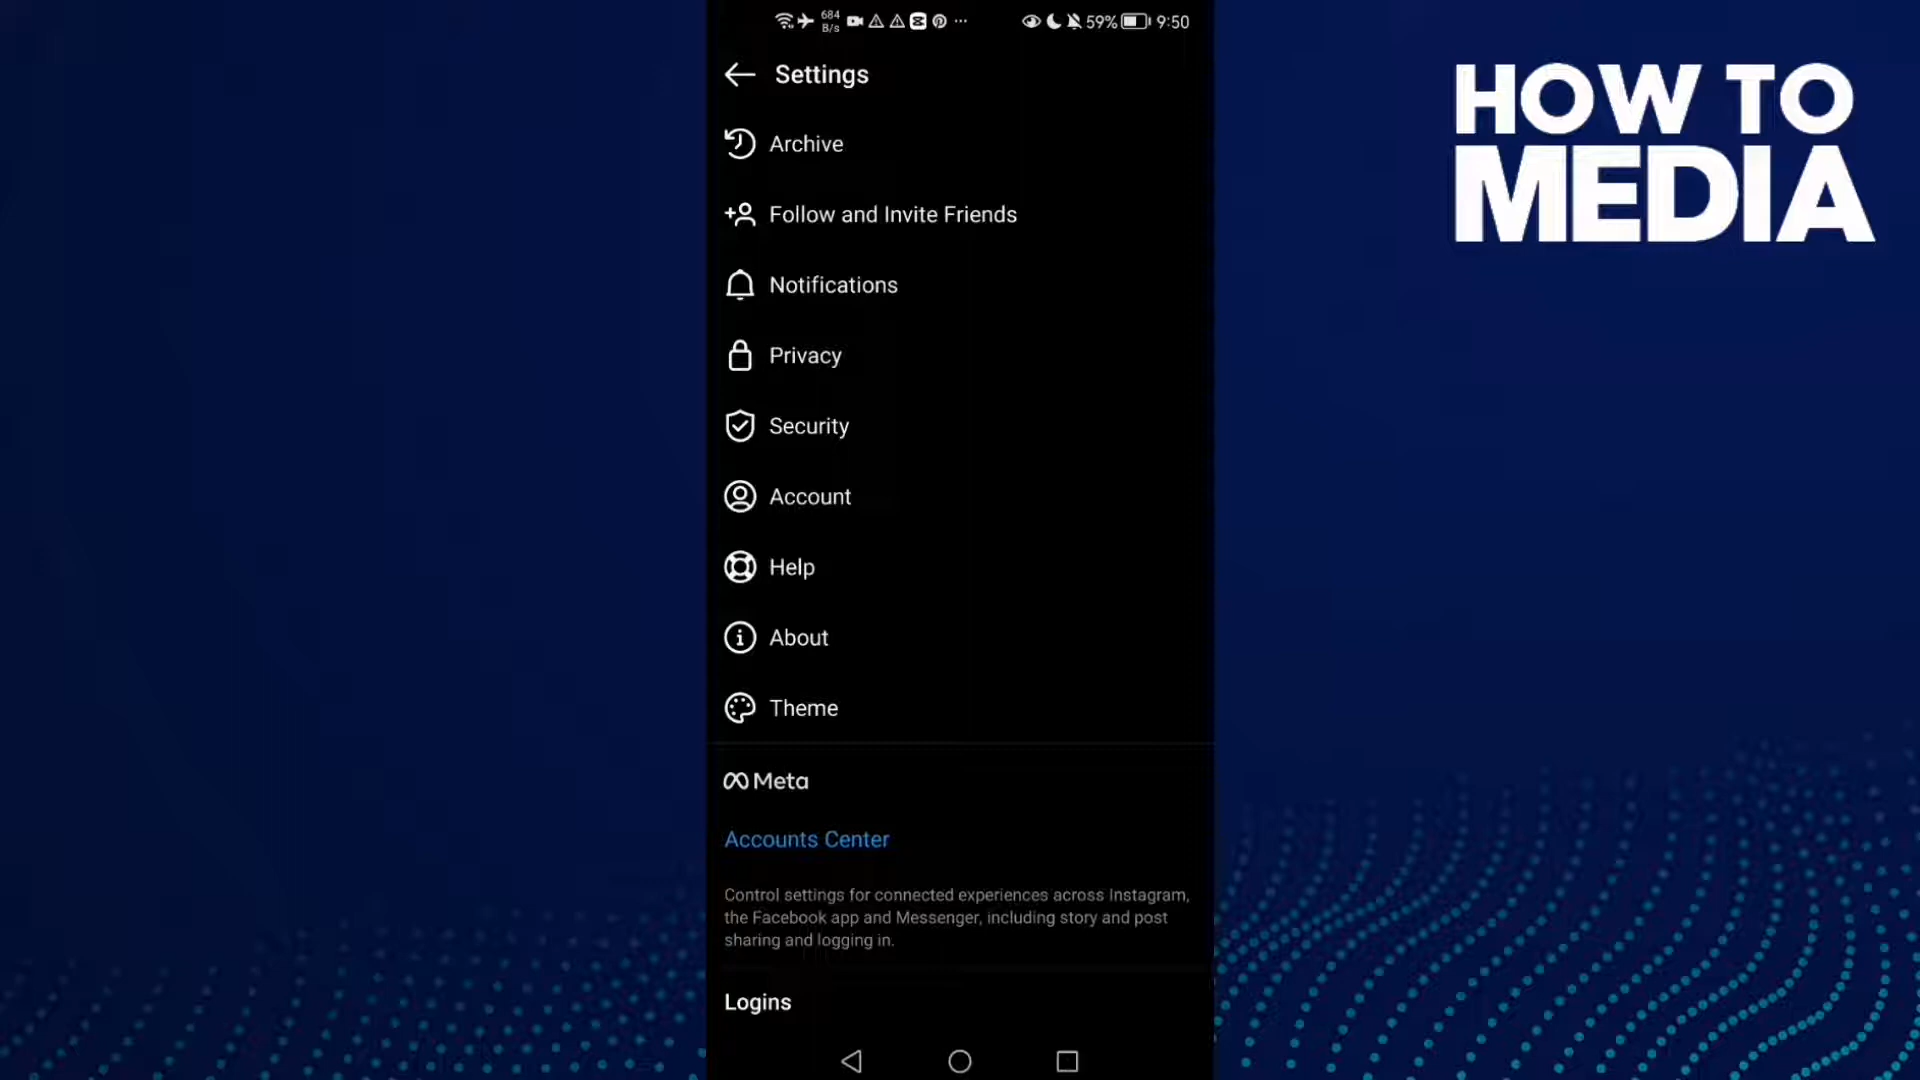 684
B/s
59%
9:50
Settings
HOW TO
MEDIA
Archive
Follow and Invite Friends
Notifications
Privacy
Security
Account
Help
About
Theme
Meta
Accounts Center
Control settings for connected experiences across Instagram,
the Facebook app and Messenger, including story and post
sharing and logging in.
Logins